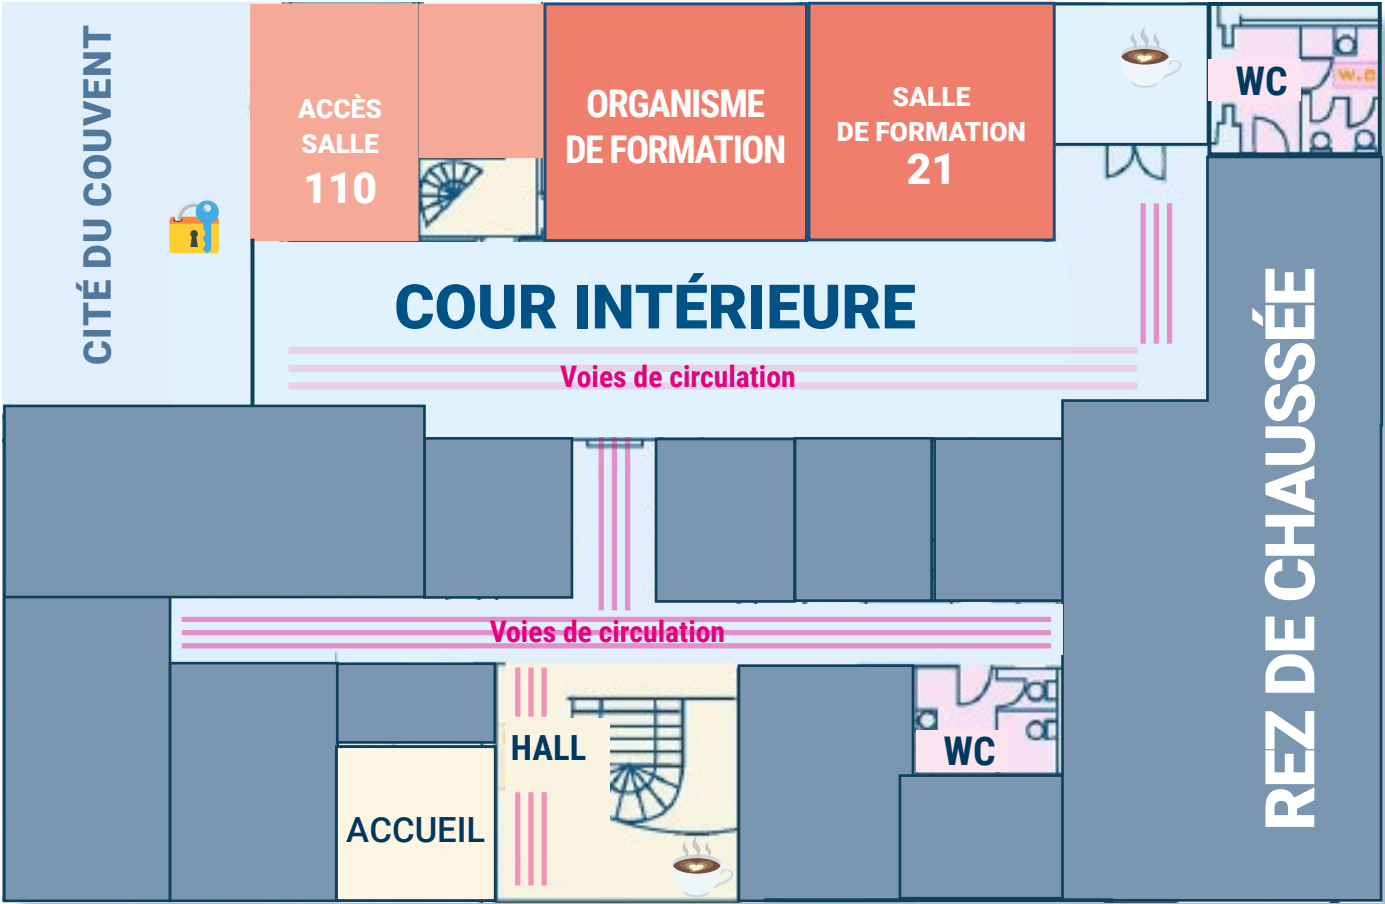 CITÉ DU COUVENT
ACCÈS
SALLE
110
ORGANISME
DE FORMATION
SALLE
DE FORMATION
21
WC
W.C
COUR INTÉRIEURE
Voies de circulation
REZ DE CHAUSSÉE
Voies de circulation
HALL
WC
ACCUEIL